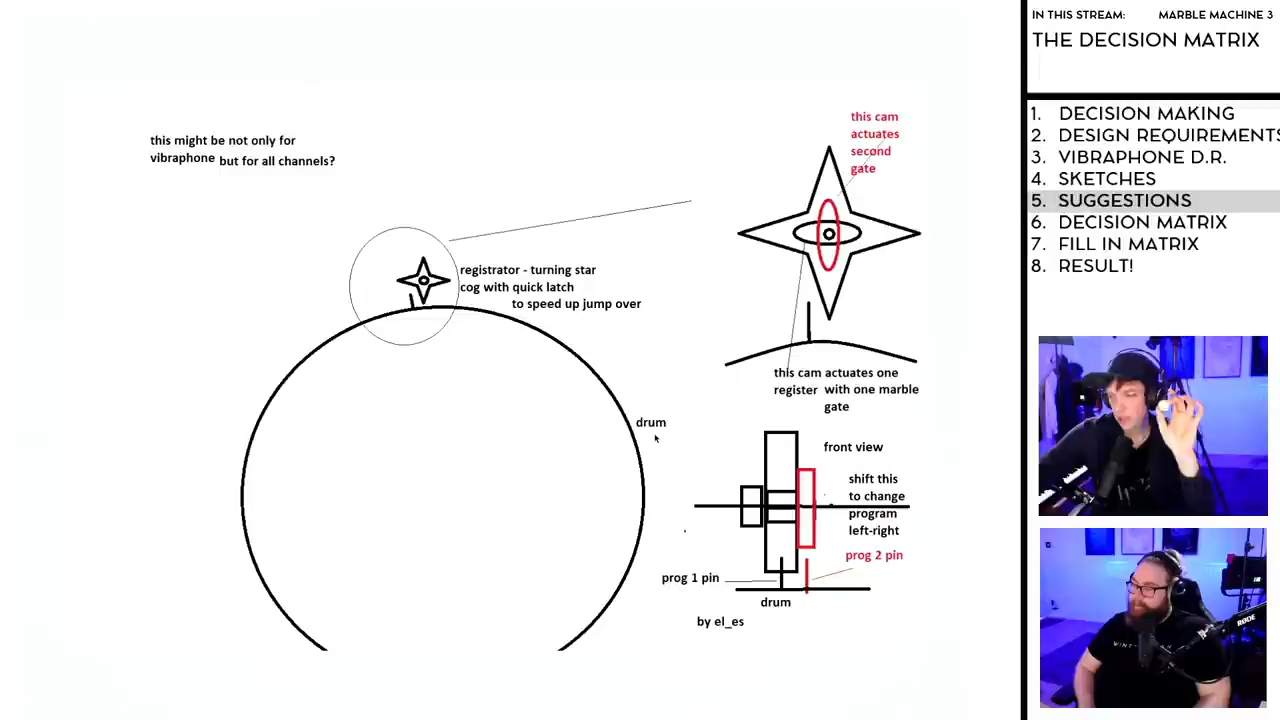 IN THIS STREAM: MARBLE MACHINE 3
THE DECISION MATRIX
1. DECISION MAKING
2. DESIGN REQUIREMENTS
3. VIBRAPHONE D.R.
4. SKETCHES
5. SUGGESTIONS
6. DECISION MATRIX
7. FILL IN MATRIX
8. RESULT!
this might be not only for
vibraphone but for all channels?
registrator - turning star
cog with quick latch
to speed up jump over
drum
this cam
actuates
second
gate
this cam actuates one
register with one marble
gate
front view
shift this
to change
program
left-right
prog 2 pin
prog 1 pin
drum
by el_es
RØDE